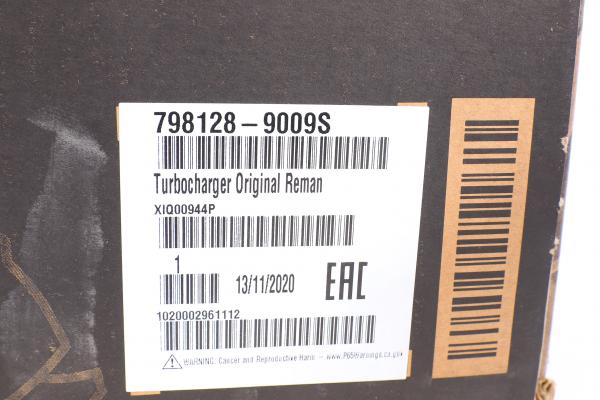 798128-9009S
Turbocharger Original Reman
XIQ00944P
1
13/11/2020
EAC
1020002961112
WARNING: Cancer and Reproductive Harm - www.P65Warnings.ca.gov